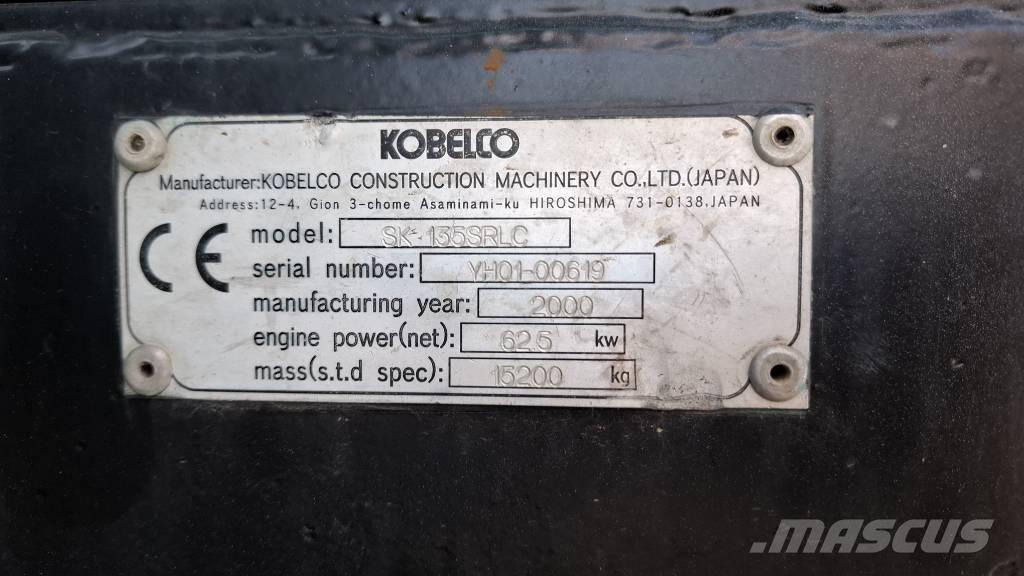 KOBELCO
Manufacturer:KOBELCO CONSTRUCTION MACHINERY CO.,LTD.(JAPAN)
Address:12-4, Gion 3-chome Asaminami-ku HIROSHIMA 731-0138.JAPAN
CE
model: SK-135SRLC
serial number: YH01-00619
manufacturing year: 2000
engine power(net): 62.5 kw
mass(s.t.d spec): 15200 kg
MASCUS